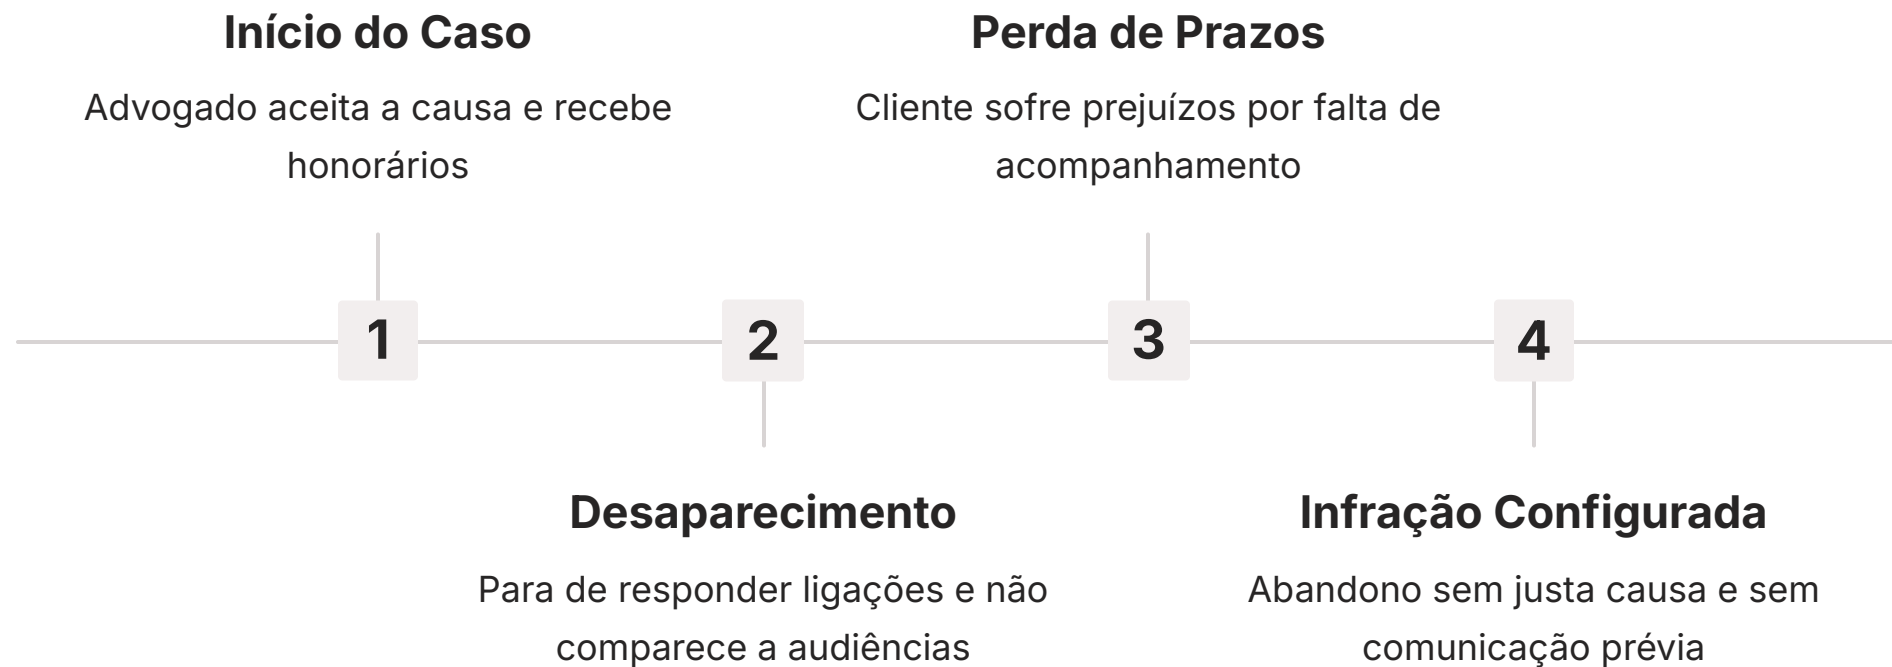 Início do Caso
Advogado aceita a causa e recebe
honorários
Perda de Prazos
Cliente sofre prejuízos por falta de
acompanhamento
1
2
3
4
Desaparecimento
Para de responder ligações e não
comparece a audiências
Infração Configurada
Abandono sem justa causa e sem
comunicação prévia